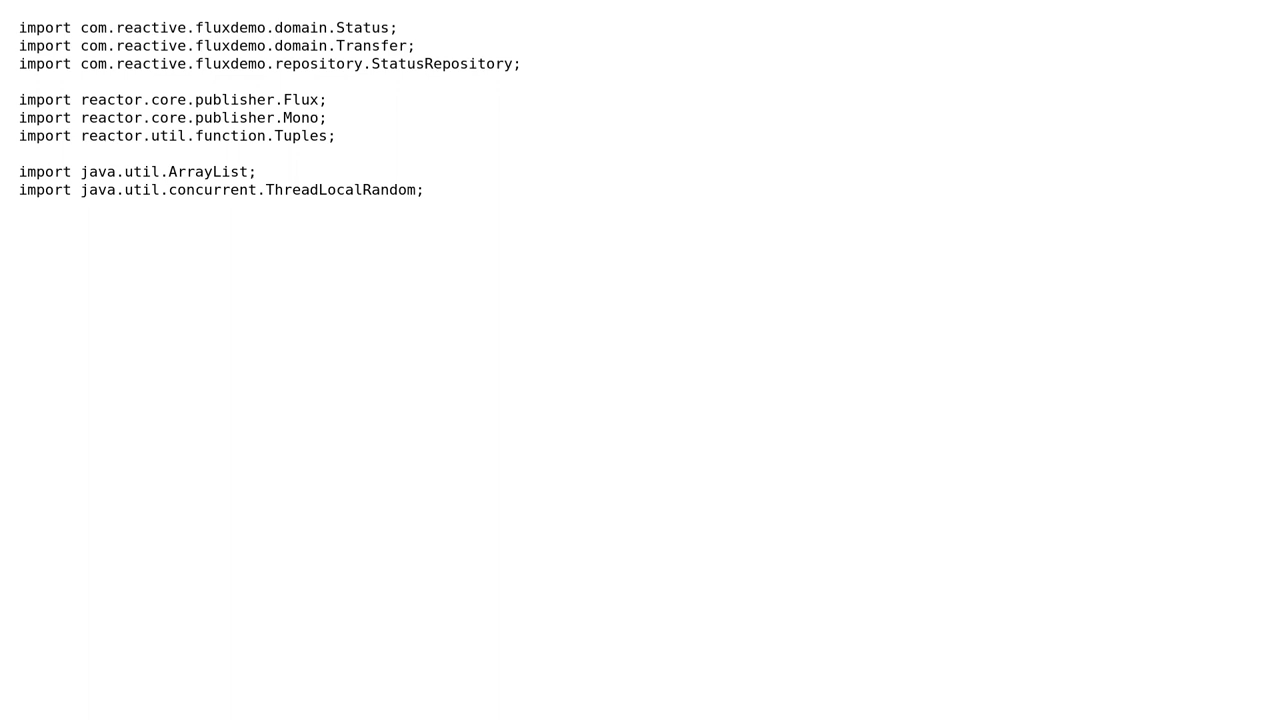 import com.reactive.fluxdemo.domain.Status;
import com.reactive.fluxdemo.domain.Transfer;
import com.reactive.fluxdemo.repository.StatusRepository;

import reactor.core.publisher.Flux;
import reactor.core.publisher.Mono;
import reactor.util.function.Tuples;

import java.util.ArrayList;
import java.util.concurrent.ThreadLocalRandom;